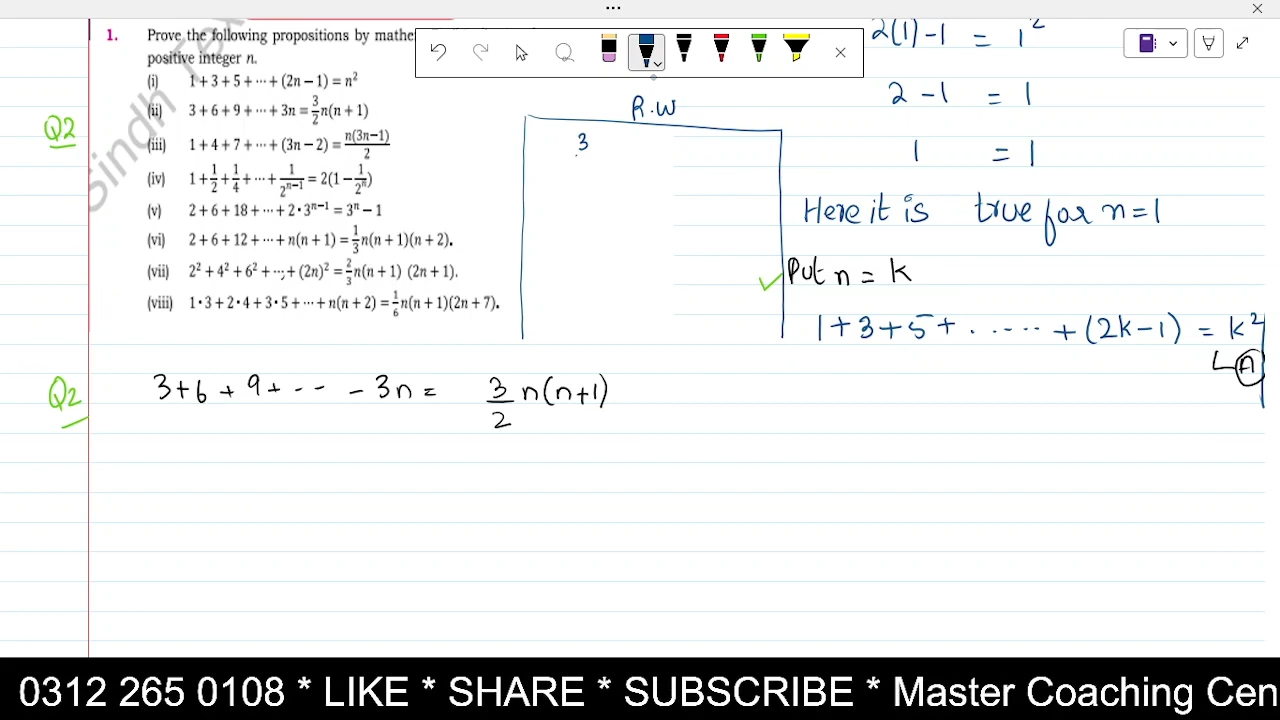 1. Prove the following propositions by mathe
positive integer n.
(i) 1 + 3 + 5 + ⋯ + (2n − 1) = n²
(ii) 3 + 6 + 9 + ⋯ + 3n = 3/2 n(n + 1)
(iii) 1 + 4 + 7 + ⋯ + (3n − 2) = n(3n−1)/2
(iv) 1 + 1/2 + 1/4 + ⋯ + 1/2ⁿ⁻¹ = 2(1 − 1/2ⁿ)
(v) 2 + 6 + 18 + ⋯ + 2 • 3ⁿ⁻¹ = 3ⁿ − 1
(vi) 2 + 6 + 12 + ⋯ + n(n + 1) = 1/3 n(n + 1)(n + 2).
(vii) 2² + 4² + 6² + ⋯ + (2n)² = 2/3 n(n + 1) (2n + 1).
(viii) 1 • 3 + 2 • 4 + 3 • 5 + ⋯ + n(n + 2) = 1/6 n(n + 1)(2n + 7).
Sindh Tex
Q2
R.W
3
2(1) - 1 = 1²
2 - 1 = 1
1 = 1
Here it is true for n = 1
Put n = k
1 + 3 + 5 + ...... + (2k - 1) = k²
A
Q2 3 + 6 + 9 + -- - 3n = 3/2 n(n+1)
0312 265 0108 * LIKE * SHARE * SUBSCRIBE * Master Coaching Cen